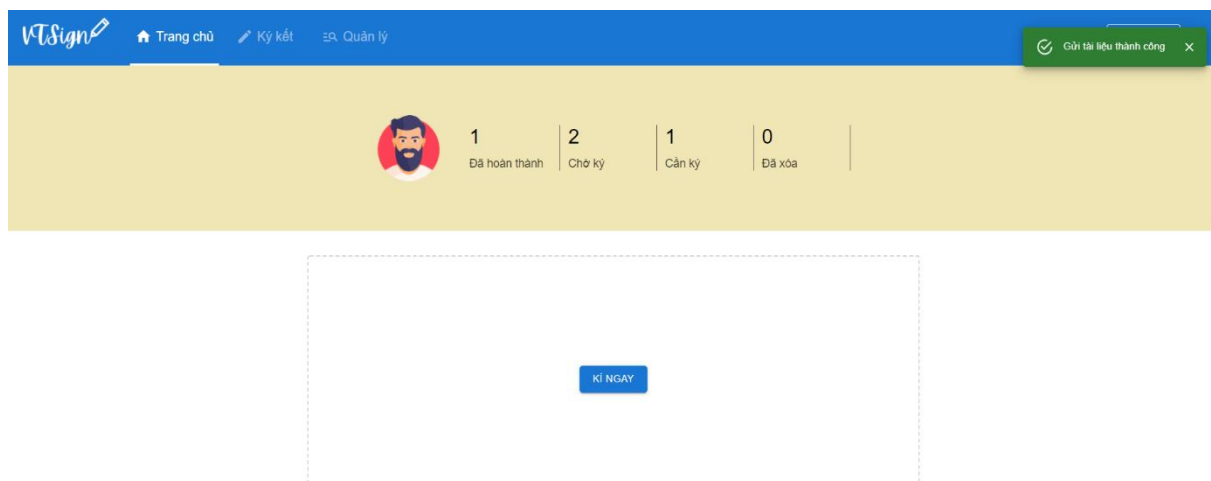 VTSign
Trang chủ
Ký kết
Quản lý
Gửi tài liệu thành công
1
2
1
0
Đã hoàn thành
Chờ ký
Cần ký
Đã xóa
KÍ NGAY